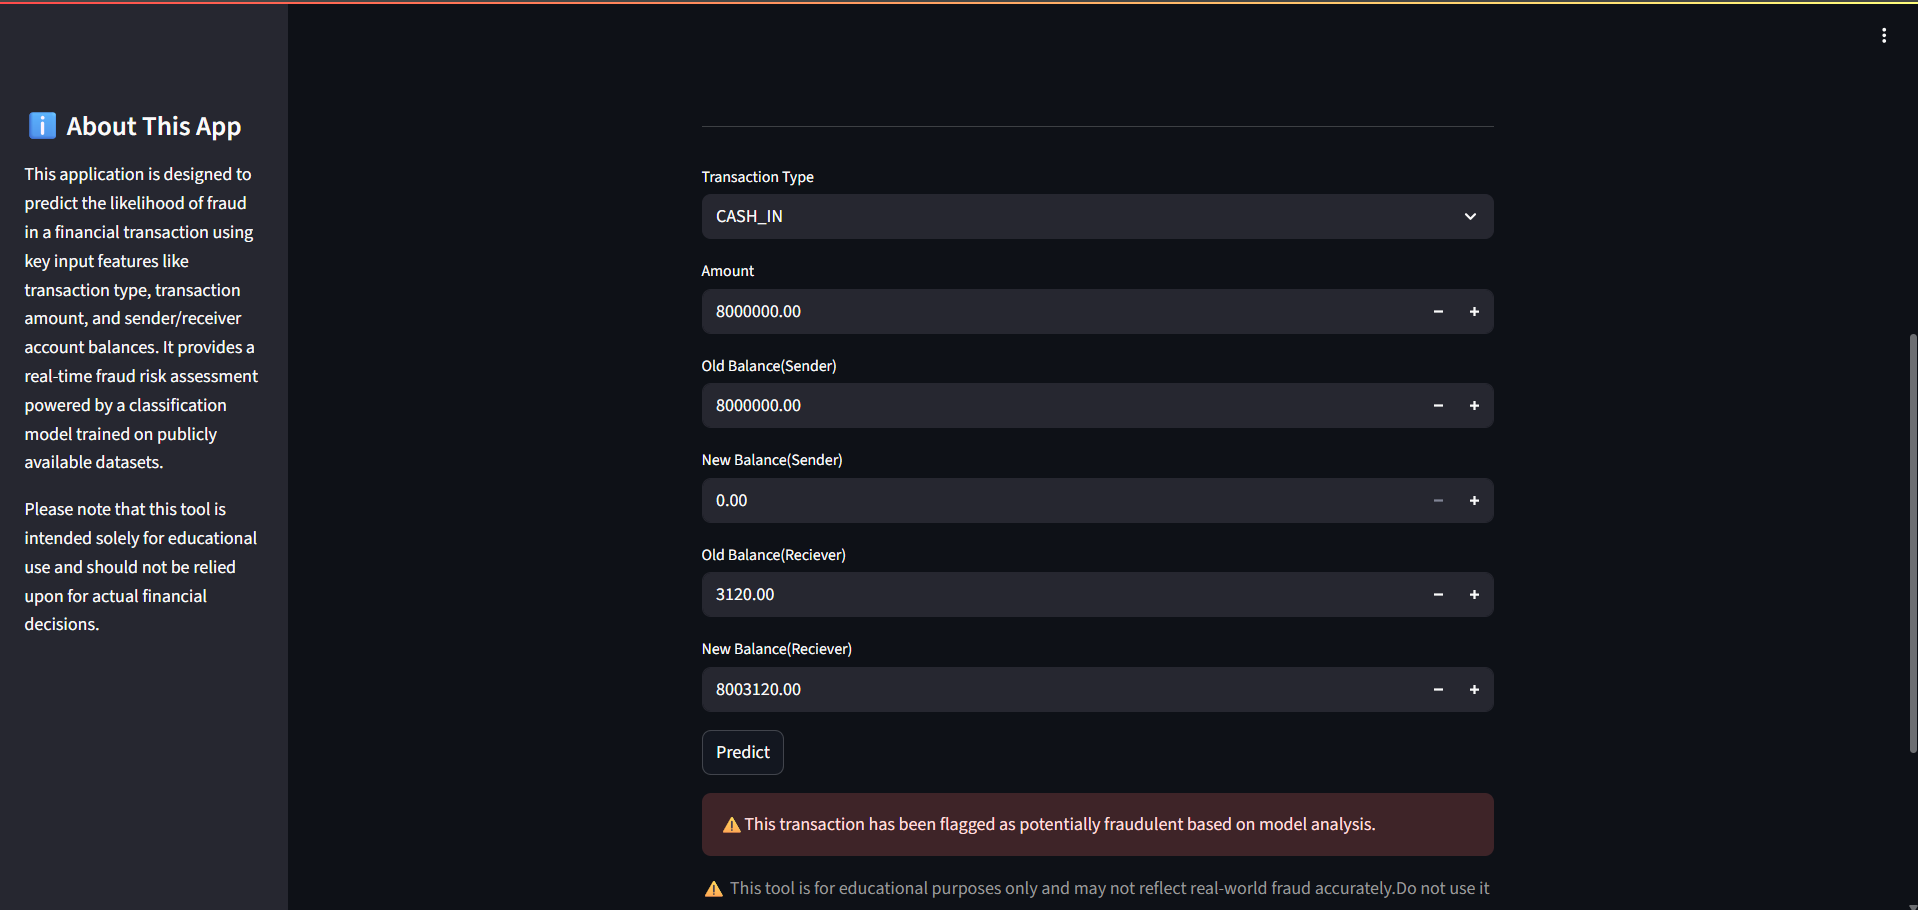 About This App
This application is designed to
predict the likelihood of fraud
in a financial transaction using
key input features like
transaction type, transaction
amount, and sender/receiver
account balances. It provides a
real-time fraud risk assessment
powered by a classification
model trained on publicly
available datasets.
Please note that this tool is
intended solely for educational
use and should not be relied
upon for actual financial
decisions.
Transaction Type
CASH_IN
Amount
8000000.00
Old Balance(Sender)
8000000.00
New Balance(Sender)
0.00
Old Balance(Reciever)
3120.00
New Balance(Reciever)
8003120.00
Predict
This transaction has been flagged as potentially fraudulent based on model analysis.
This tool is for educational purposes only and may not reflect real-world fraud accurately.Do not use it